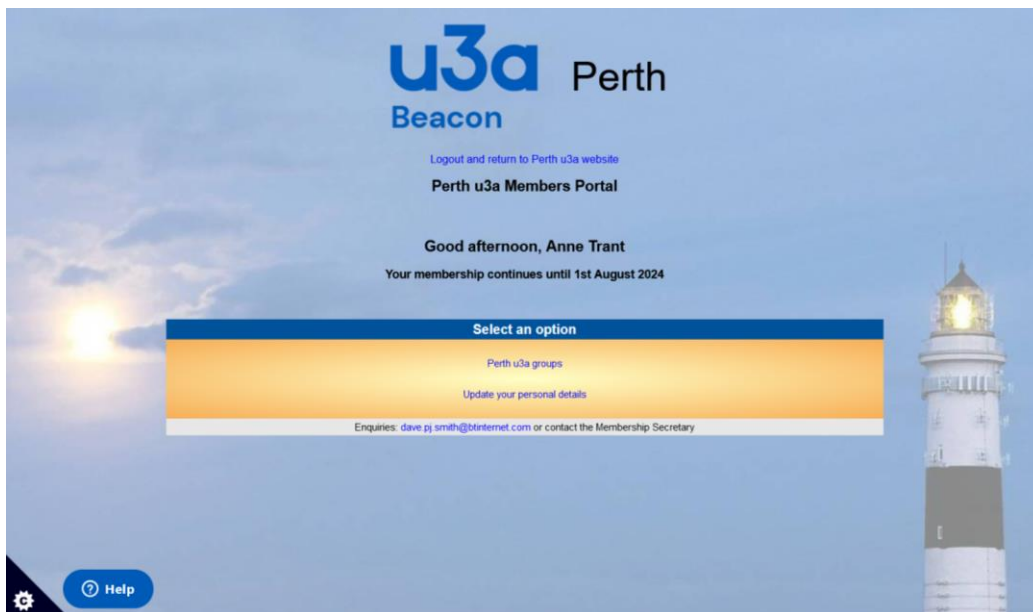 u3a Perth
Beacon
Logout and return to Perth u3a website
Perth u3a Members Portal
Good afternoon, Anne Trant
Your membership continues until 1st August 2024
Select an option
Perth u3a groups
Update your personal details
Enquiries: dave.pj.smith@btinternet.com or contact the Membership Secretary
? Help
C